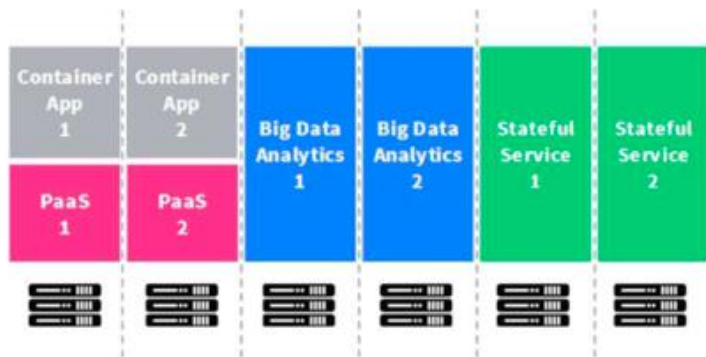 Container
App
1
Container
App
2
PaaS
1
PaaS
2
Big Data
Analytics
1
Big Data
Analytics
2
Stateful
Service
1
Stateful
Service
2